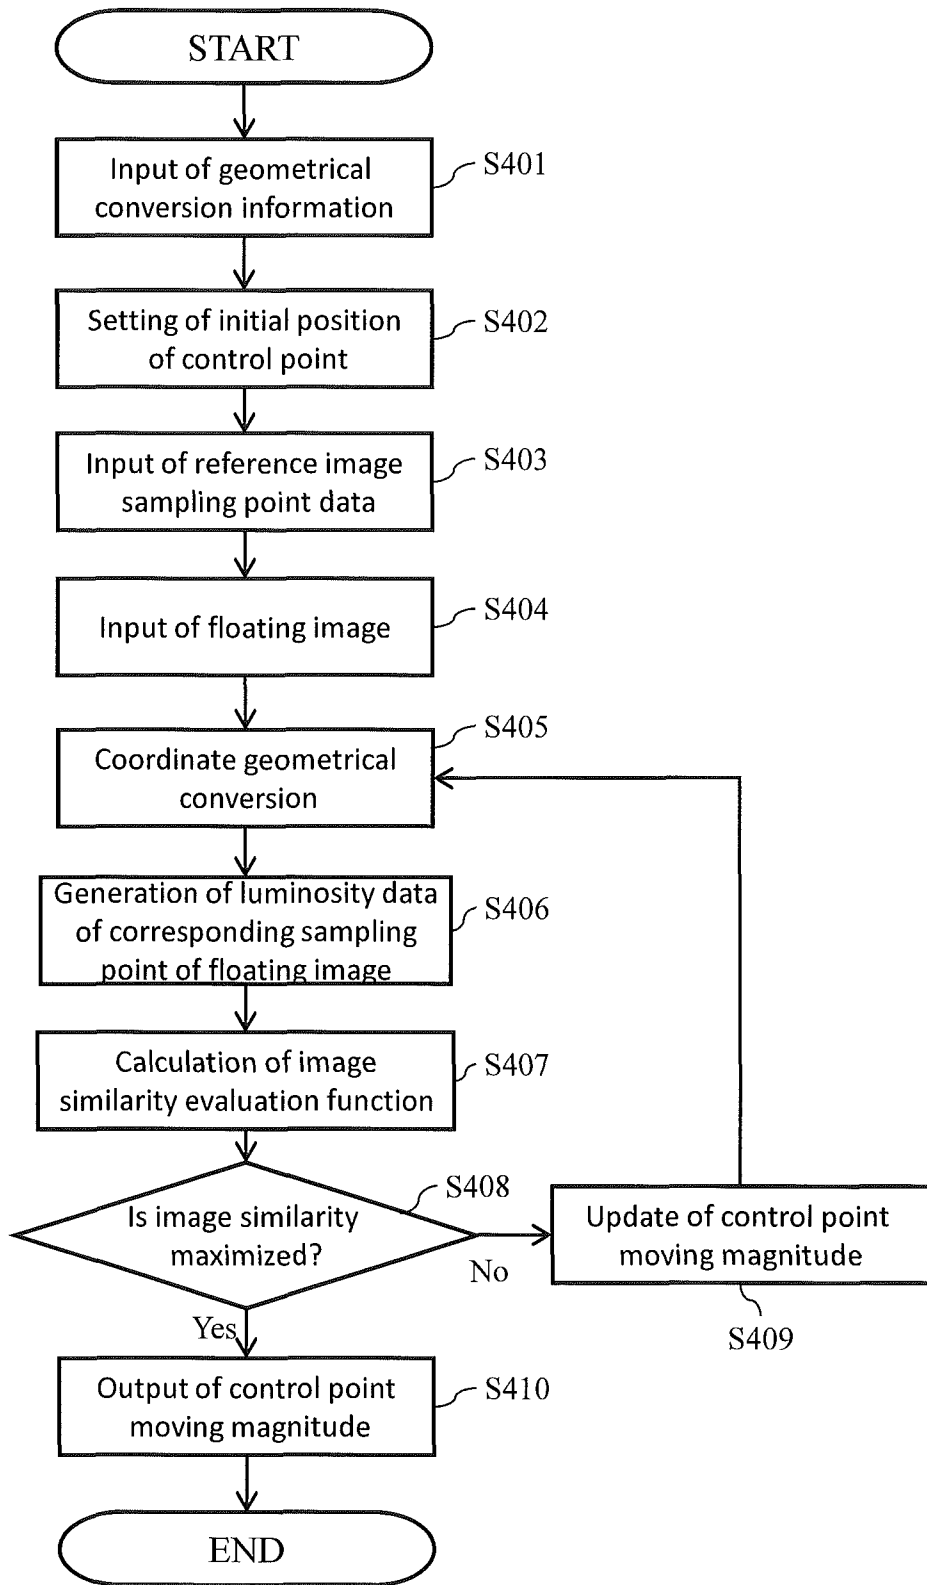 START
Input of geometrical
conversion information
S401
Setting of initial position
of control point
S402
Input of reference image
sampling point data
S403
Input of floating image
S404
Coordinate geometrical
conversion
S405
Generation of luminosity data
of corresponding sampling
point of floating image
S406
Calculation of image
similarity evaluation function
S407
Is image similarity
maximized?
S408
No
Update of control point
moving magnitude
S409
Yes
Output of control point
moving magnitude
S410
END